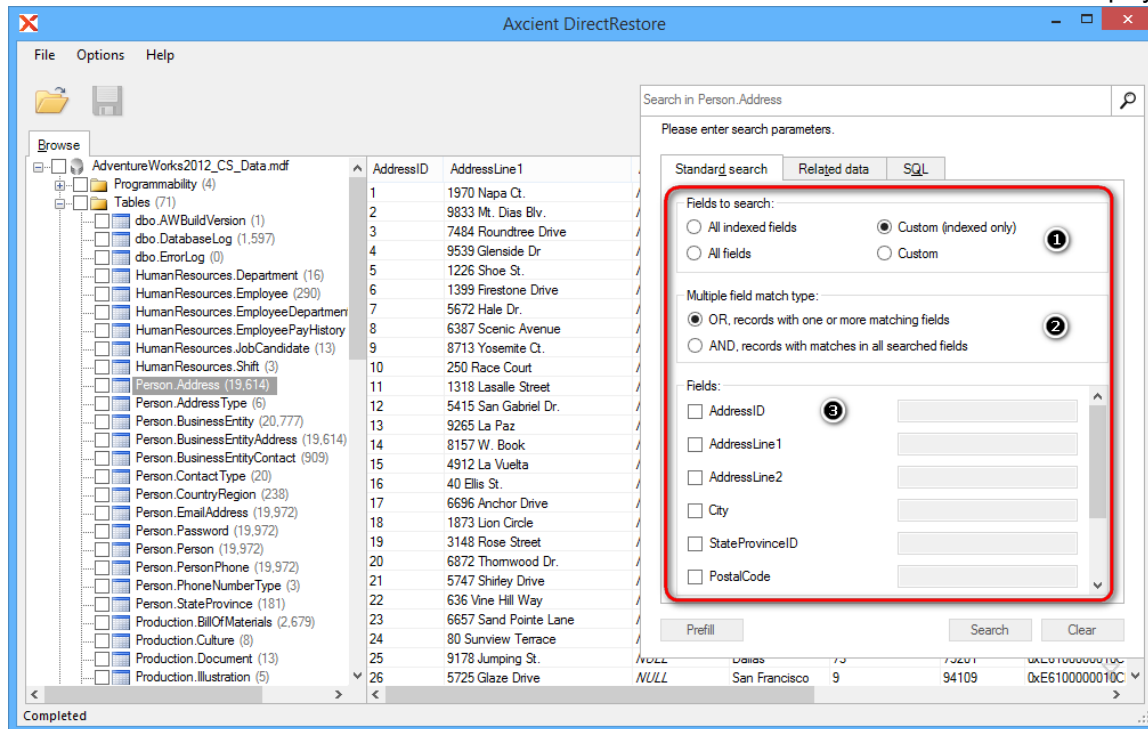 Axcient DirectRestore
File Options Help
Search in Person.Address
Please enter search parameters.
Browse
Standard search Related data SQL
AdventureWorks2012_CS_Data.mdf
Programmability (4)
Tables (71)
dbo.AWBuildVersion (1)
dbo.DatabaseLog (1,597)
dbo.ErrorLog (0)
HumanResources.Department (16)
HumanResources.Employee (290)
HumanResources.EmployeeDepartment
HumanResources.EmployeePayHistory
HumanResources.JobCandidate (13)
HumanResources.Shift (3)
Person.Address (19,614)
Person.AddressType (6)
Person.BusinessEntity (20,777)
Person.BusinessEntityAddress (19,614)
Person.BusinessEntityContact (909)
Person.ContactType (20)
Person.CountryRegion (238)
Person.EmailAddress (19,972)
Person.Password (19,972)
Person.Person (19,972)
Person.PersonPhone (19,972)
Person.PhoneNumberType (3)
Person.StateProvince (181)
Production.BillOfMaterials (2,679)
Production.Culture (8)
Production.Document (13)
Production.Illustration (5)
AddressID AddressLine1
1 1970 Napa Ct.
2 9833 Mt. Dias Blv.
3 7484 Roundtree Drive
4 9539 Glenside Dr
5 1226 Shoe St.
6 1399 Firestone Drive
7 5672 Hale Dr.
8 6387 Scenic Avenue
9 8713 Yosemite Ct.
10 250 Race Court
11 1318 Lasalle Street
12 5415 San Gabriel Dr.
13 9265 La Paz
14 8157 W. Book
15 4912 La Vuelta
16 40 Ellis St.
17 6696 Anchor Drive
18 1873 Lion Circle
19 3148 Rose Street
20 6872 Thornwood Dr.
21 5747 Shirley Drive
22 636 Vine Hill Way
23 6657 Sand Pointe Lane
24 80 Sunview Terrace
25 9178 Jumping St. NULL Dallas 73 75201
26 5725 Glaze Drive NULL San Francisco 9 94109 0xE6100000010C
Fields to search:
All indexed fields Custom (indexed only) 1
All fields Custom
Multiple field match type:
OR, records with one or more matching fields 2
AND, records with matches in all searched fields
Fields:
AddressID 3
AddressLine1
AddressLine2
City
StateProvinceID
PostalCode
Prefill Search Clear
Completed